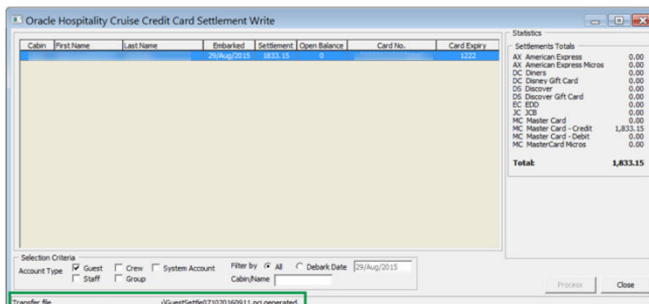 Oracle Hospitality Cruise Credit Card Settlement Write
Cabin First Name Last Name Embarked Settlement Open Balance Card No. Card Expiry
29/Aug/2015 1833.15 0 1222
Statistics
Settlements Totals
AX American Express 0.00
AX American Express Micros 0.00
DC Diners 0.00
DC Disney Gift Card 0.00
DS Discover 0.00
DS Discover Gift Card 0.00
EC EDD 0.00
JC JCB 0.00
MC Master Card 0.00
MC Master Card - Credit 1,833.15
MC Master Card - Debit 0.00
MC MasterCard Micros 0.00
Total: 1,833.15
Selection Criteria
Account Type Guest Crew System Account Filter by All Debark Date 29/Aug/2015
Staff Group Cabin/Name
Process Close
Transfer file .\GuestSettle071020160911.pci generated